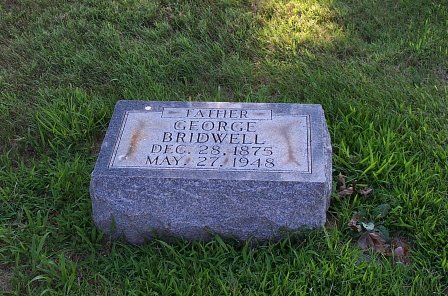 FATHER
GEORGE
BRIDWELL
DEC. 28, 1875
MAY. 27, 1948